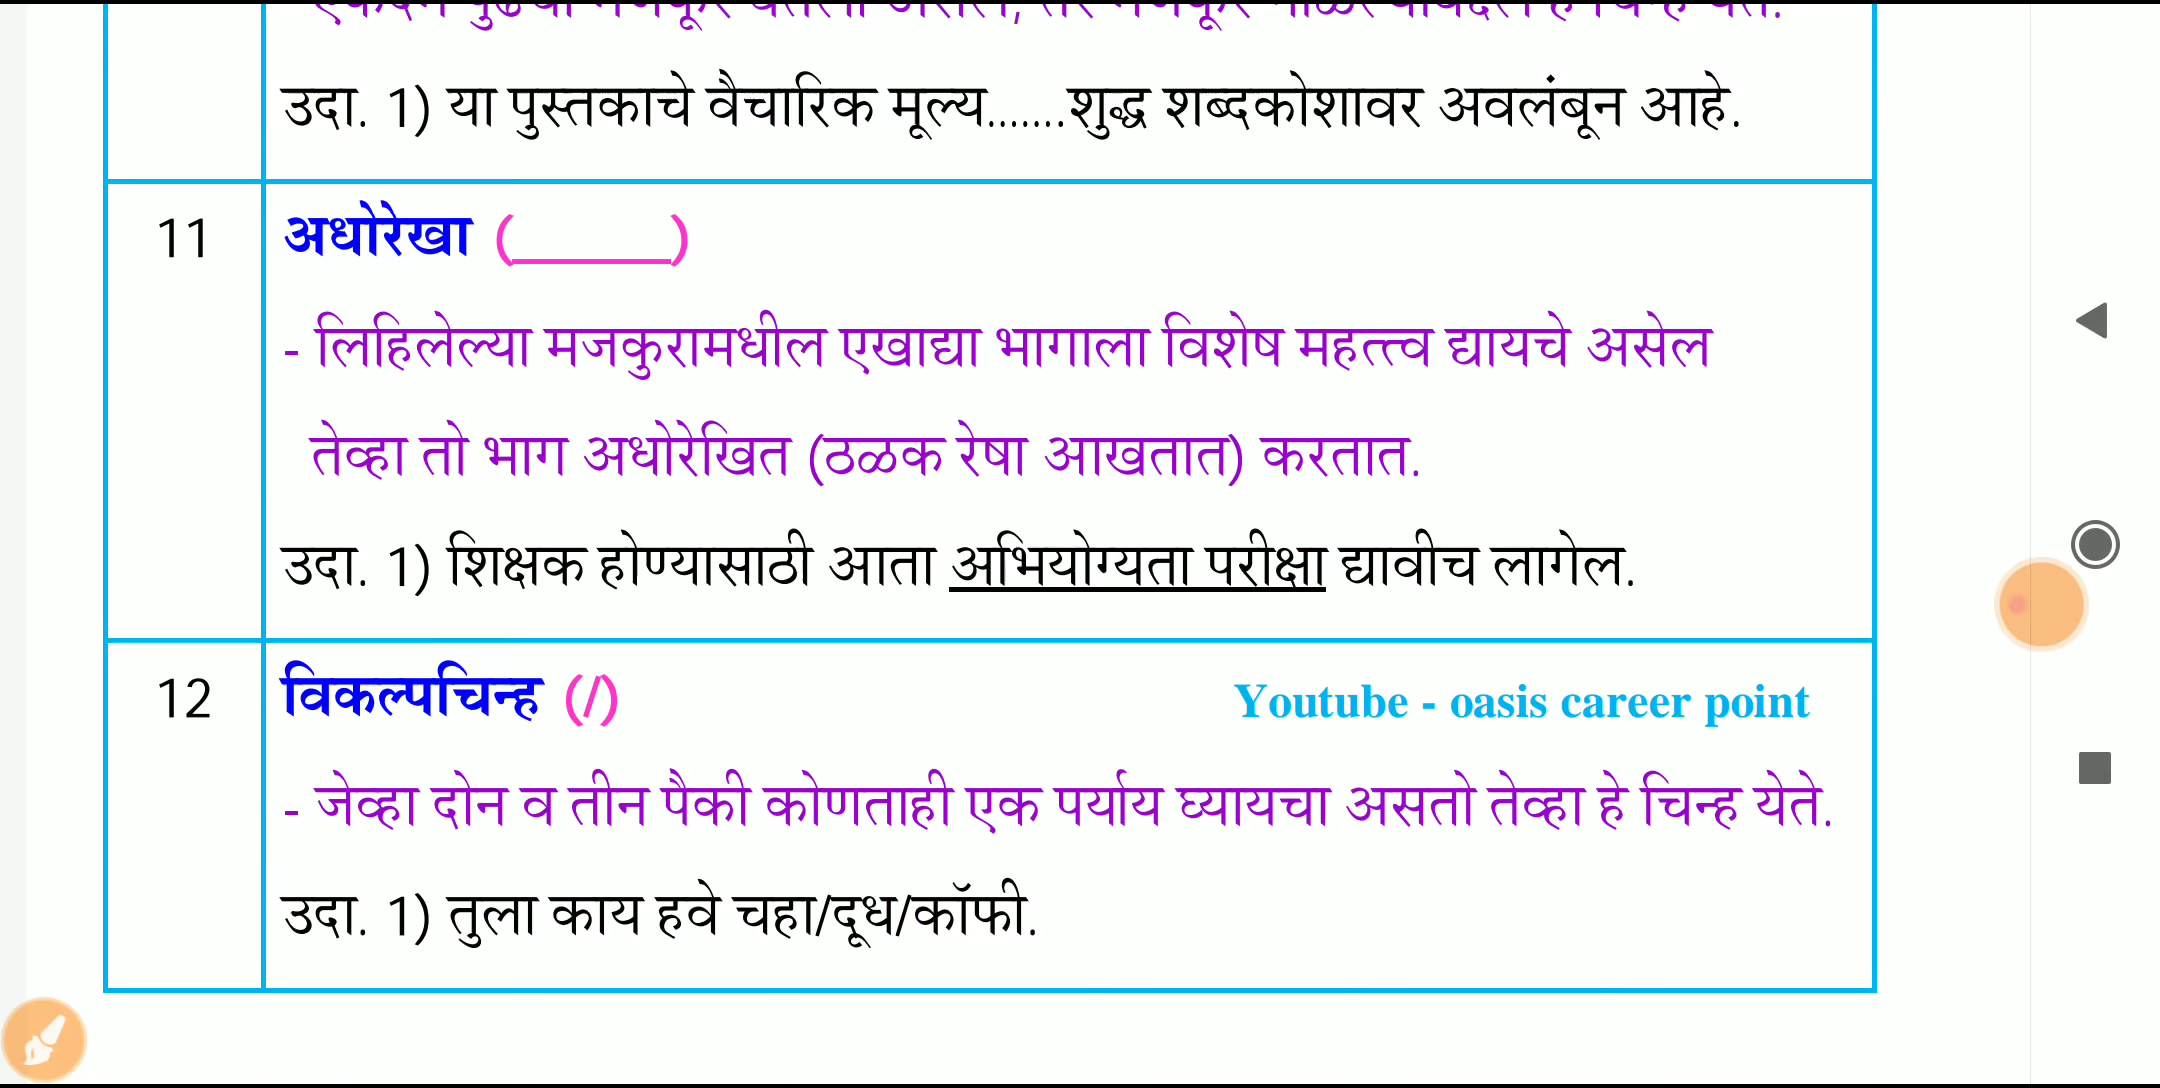 उदा. 1) या पुस्तकाचे वैचारिक मूल्य.......शुद्ध शब्दकोशावर अवलंबून आहे.
11
अधोरेखा (______)
- लिहिलेल्या मजकुरामधील एखाद्या भागाला विशेष महत्त्व द्यायचे असेल
तेव्हा तो भाग अधोरेखित (ठळक रेषा आखतात) करतात.
उदा. 1) शिक्षक होण्यासाठी आता अभियोग्यता परीक्षा द्यावीच लागेल.
12
विकल्पचिन्ह (/)
Youtube - oasis career point
- जेव्हा दोन व तीन पैकी कोणताही एक पर्याय घ्यायचा असतो तेव्हा हे चिन्ह येते.
उदा. 1) तुला काय हवे चहा/दूध/कॉफी.